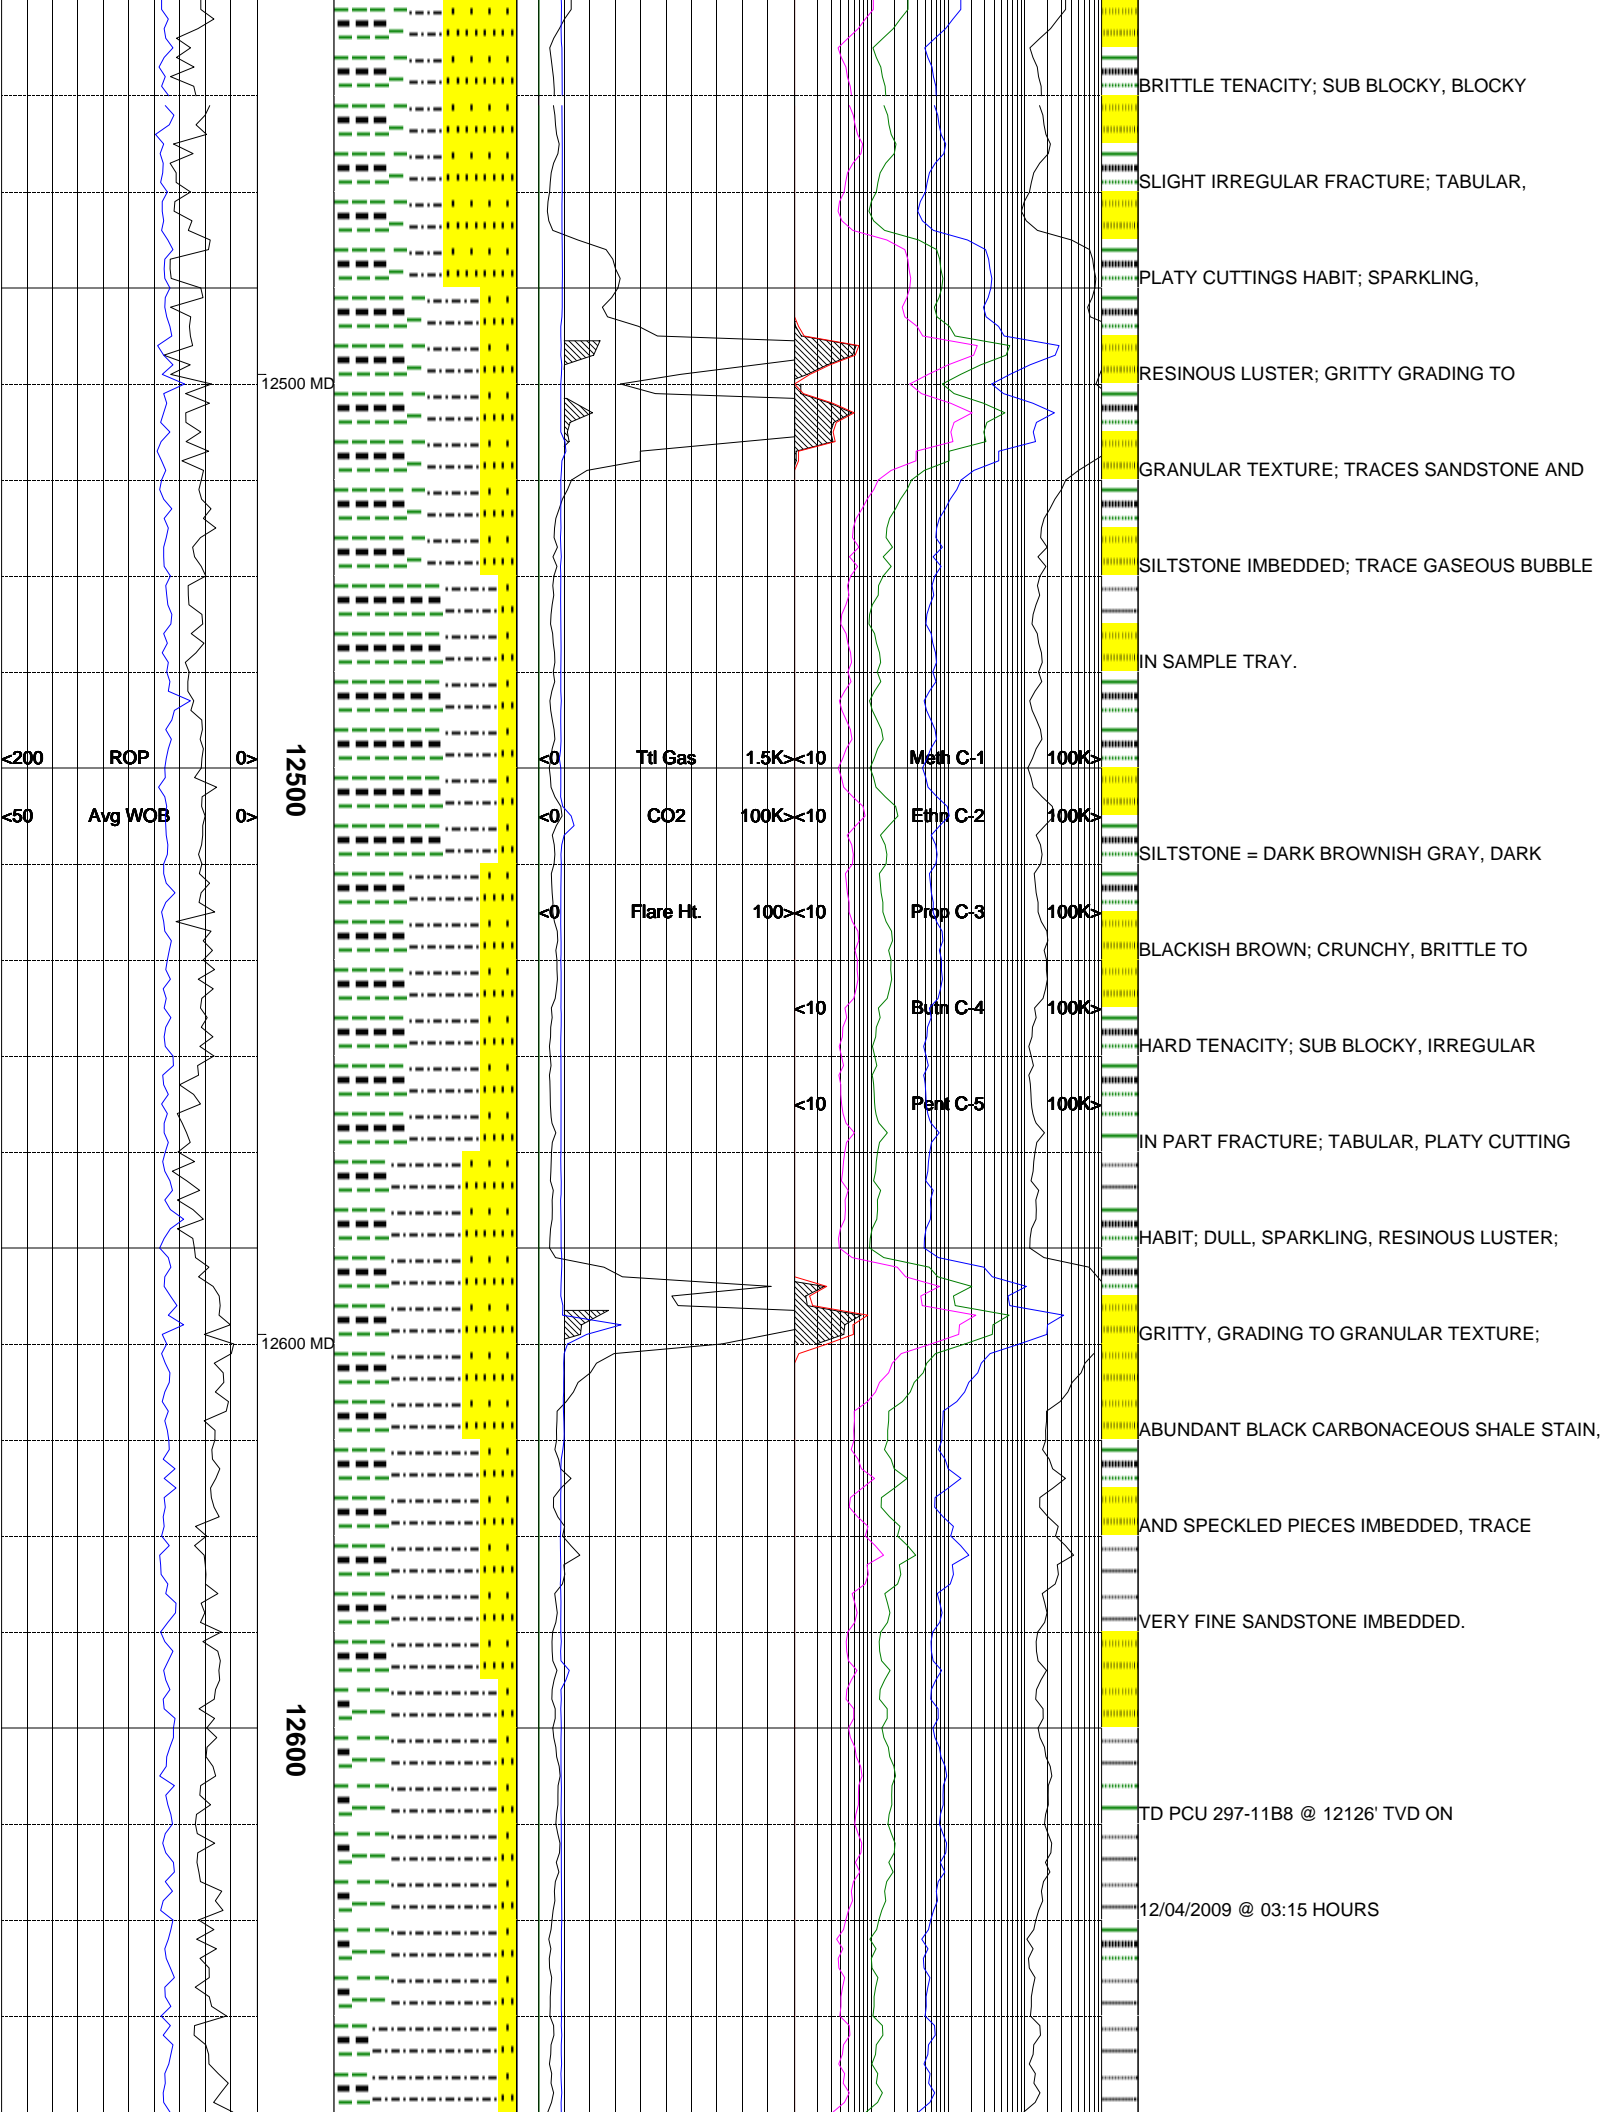 BRITTLE TENACITY; SUB BLOCKY, BLOCKY
SLIGHT IRREGULAR FRACTURE; TABULAR,
PLATY CUTTINGS HABIT; SPARKLING,
12500 MD
RESINOUS LUSTER; GRITTY GRADING TO
GRANULAR TEXTURE; TRACES SANDSTONE AND
SILTSTONE IMBEDDED; TRACE GASEOUS BUBBLE
IN SAMPLE TRAY.
<200 ROP 0> 12500 <0 Ttl Gas 1.5K> <10 Meth C-1 100K>
<50 Avg WOB 0> <0 CO2 100K> <10 Ethn C-2 100K>
SILTSTONE = DARK BROWNISH GRAY, DARK
<0 Flare Ht. 100> <10 Prop C-3 100K>
BLACKISH BROWN; CRUNCHY, BRITTLE TO
<10 Butn C-4 100K>
HARD TENACITY; SUB BLOCKY, IRREGULAR
<10 Pent C-5 100K>
IN PART FRACTURE; TABULAR, PLATY CUTTING
HABIT; DULL, SPARKLING, RESINOUS LUSTER;
12600 MD
GRITTY, GRADING TO GRANULAR TEXTURE;
ABUNDANT BLACK CARBONACEOUS SHALE STAIN,
AND SPECKLED PIECES IMBEDDED, TRACE
VERY FINE SANDSTONE IMBEDDED.
12600
TD PCU 297-11B8 @ 12126' TVD ON
12/04/2009 @ 03:15 HOURS